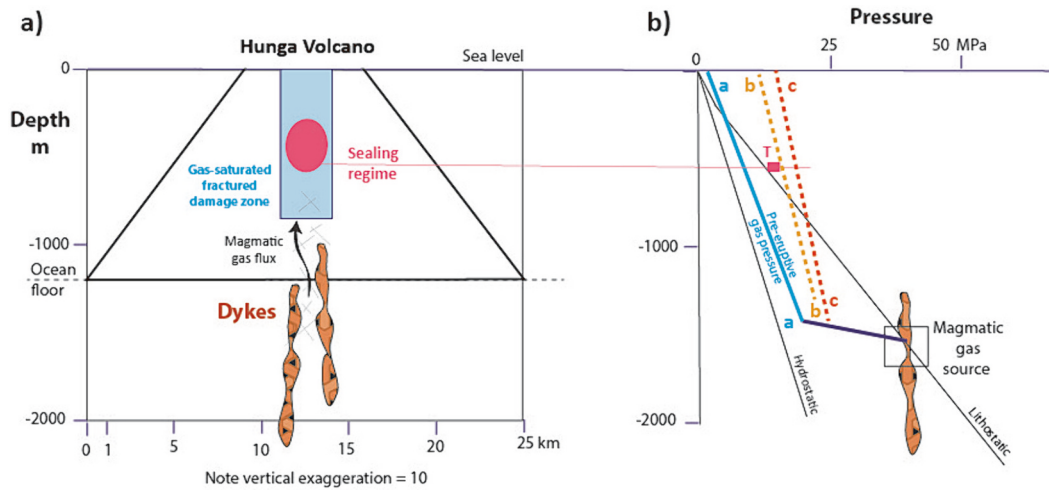 a)
Hunga Volcano
Sea level
0
Depth
m
Gas-saturated
fractured
damage zone
Sealing
regime
-1000
Magmatic
gas flux
Ocean
floor
Dykes
-2000
0 1 5 10 15 20 25 km
Note vertical exaggeration = 10
b)
Pressure
0 25 50 MPa
a b c
T
-1000
Pre-eruptive
gas pressure
a b c
Magmatic
gas
source
Hydrostatic
-2000
Lithostatic